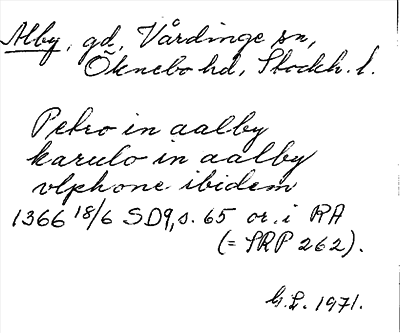 Alby, gd, Vårdinge sn,
Öknebo hd, Stockh. l.
Petro in aalby
karulo in aalby
vlphone ibidem
1366 18/6 SD9, s. 65 or. i RA
(= SRP 262).
G.L. 1971.